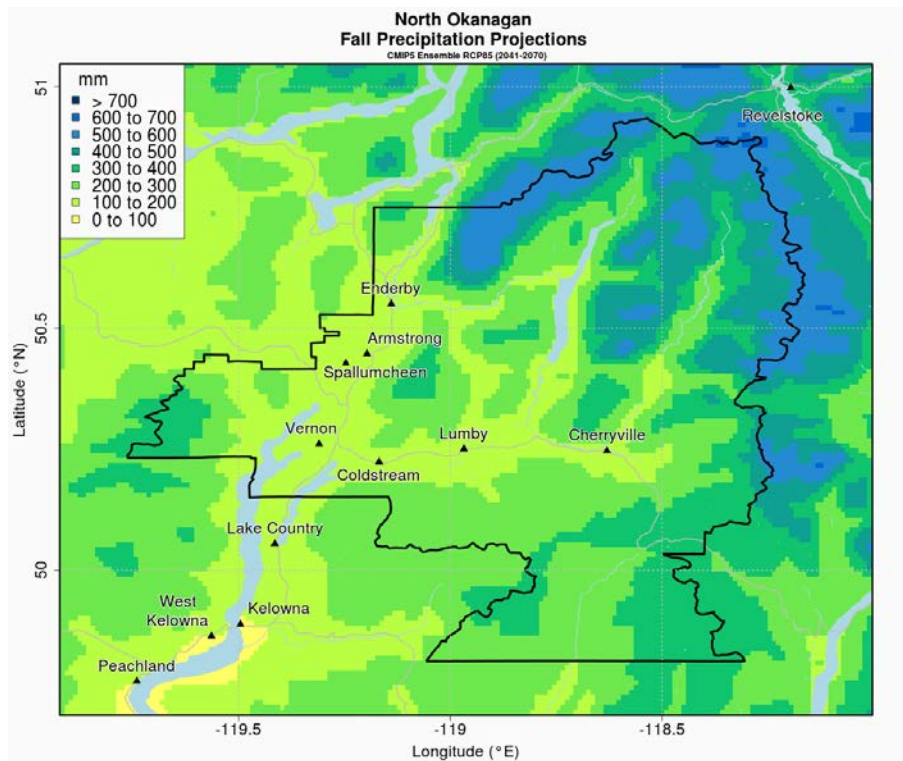 North Okanagan
Fall Precipitation Projections
CMIP5 Ensemble RCP85 (2041-2070)
mm
> 700
600 to 700
500 to 600
400 to 500
300 to 400
200 to 300
100 to 200
0 to 100
51
Revelstoke
Enderby
50.5
Armstrong
Spallumcheen
Vernon
Lumby
Cherryville
Coldstream
Lake Country
50
West
Kelowna
Kelowna
Peachland
Latitude (°N)
-119.5
-119
-118.5
Longitude (°E)